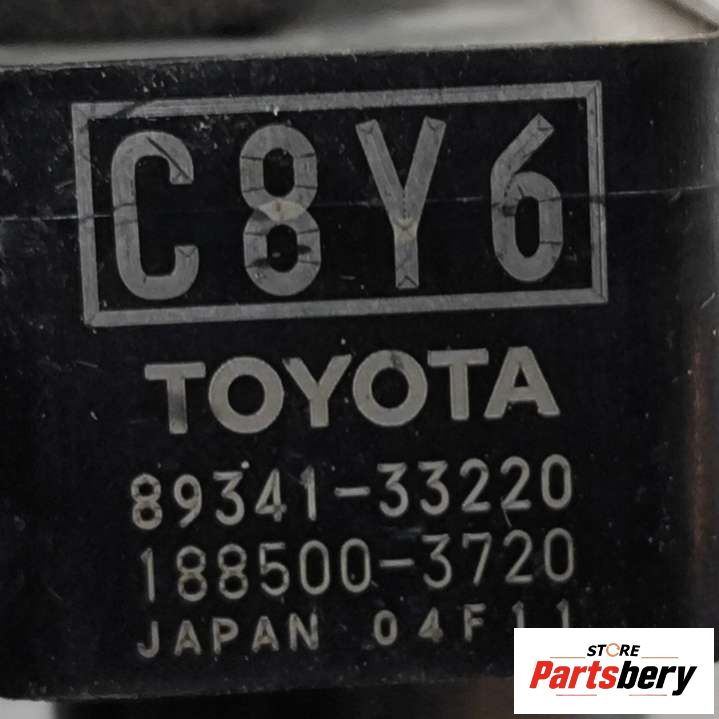 C8Y6
TOYOTA
89341-33220
188500-3720
JAPAN 04F11
STORE
Partsbery